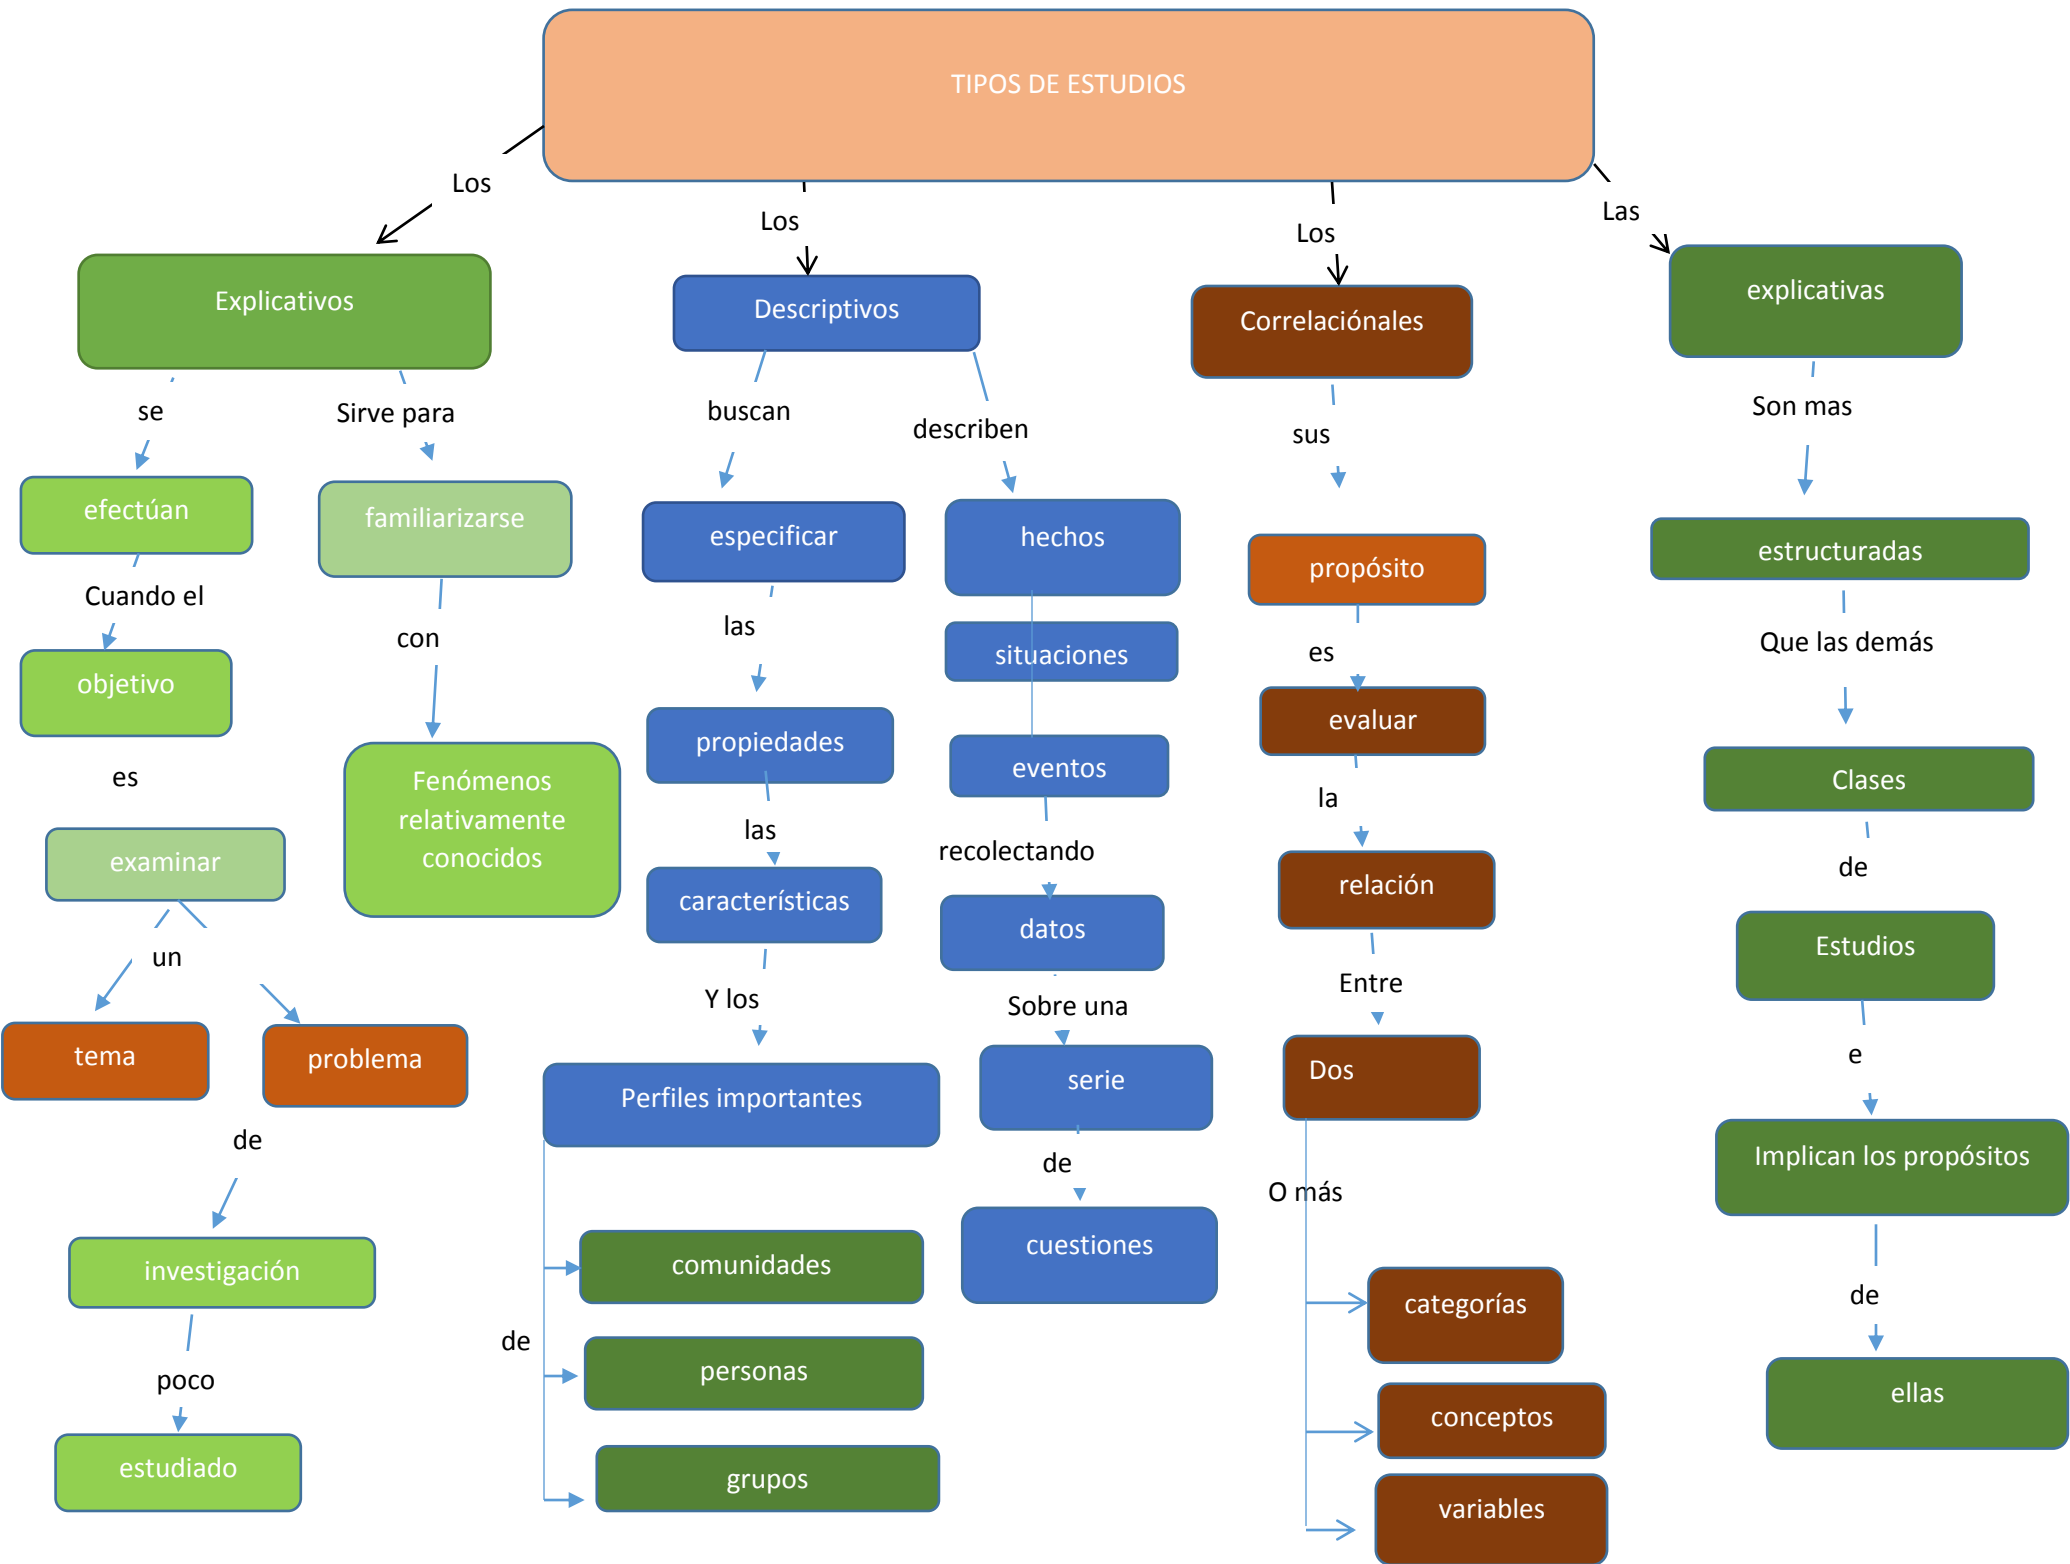 TIPOS DE ESTUDIOS
Los
Explicativos
se
efectúan
Cuando el
objetivo
es
examinar
un
tema
problema
de
investigación
poco
estudiado
Sirve para
familiarizarse
con
Fenómenos
relativamente
conocidos
Los
Descriptivos
buscan
especificar
las
propiedades
las
características
Y los
Perfiles importantes
de
comunidades
personas
grupos
describen
hechos
situaciones
eventos
recolectando
datos
Sobre una
serie
de
cuestiones
Los
Correlaciónales
sus
propósito
es
evaluar
la
relación
Entre
Dos
O más
categorías
conceptos
variables
Las
explicativas
Son mas
estructuradas
Que las demás
Clases
de
Estudios
e
Implican los propósitos
de
ellas